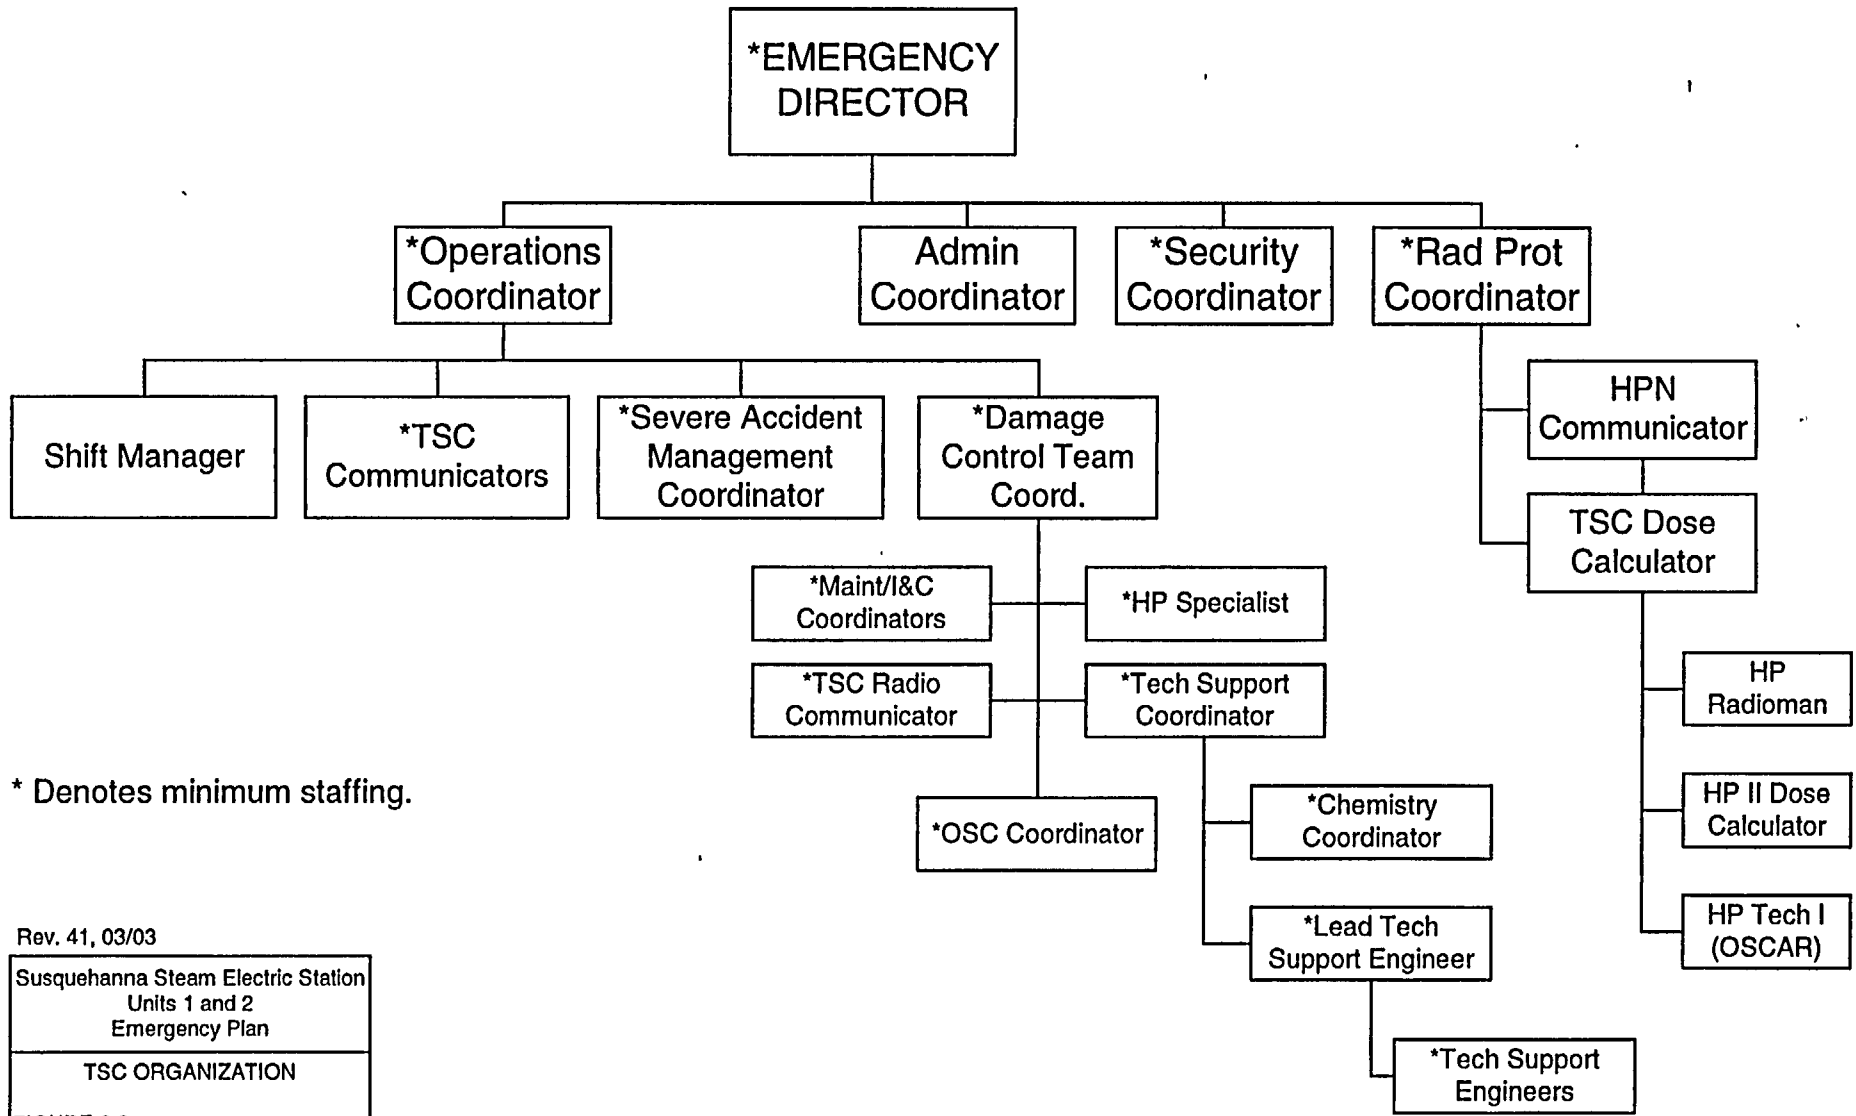 *EMERGENCY
DIRECTOR
*Operations
Coordinator
Admin
Coordinator
*Security
Coordinator
*Rad Prot
Coordinator
Shift Manager
*TSC
Communicators
*Severe Accident
Management
Coordinator
*Damage
Control Team
Coord.
HPN
Communicator
TSC Dose
Calculator
*Maint/I&C
Coordinators
*HP Specialist
*TSC Radio
Communicator
*Tech Support
Coordinator
HP
Radioman
* Denotes minimum staffing.
*OSC Coordinator
*Chemistry
Coordinator
HP II Dose
Calculator
*Lead Tech
Support Engineer
HP Tech I
(OSCAR)
*Tech Support
Engineers
Rev. 41, 03/03
Susquehanna Steam Electric Station
Units 1 and 2
Emergency Plan
TSC ORGANIZATION